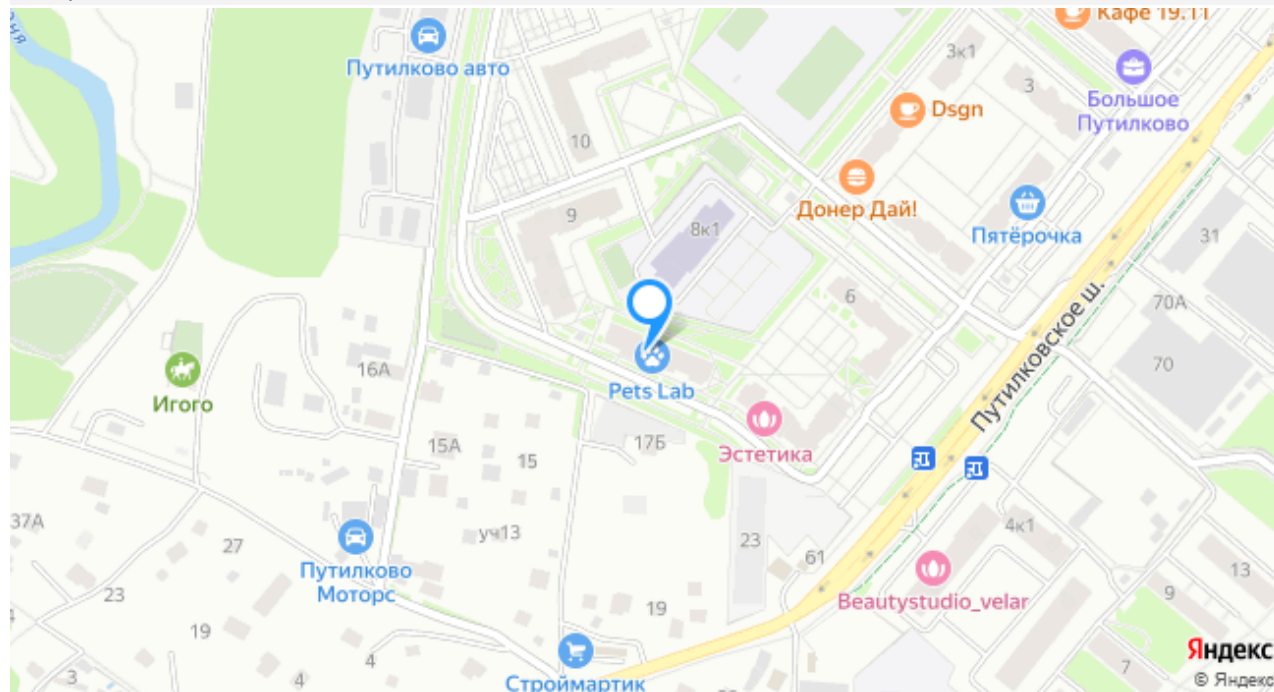 Кафе 19.11
Путилково авто
3к1
3
Большое
Путилково
Dsgn
10
Донер Дай!
9
8к1
Пятёрочка
31
6
70А
Путилковское ш.
16А
70
Игого
Pets Lab
15А
15
17Б
Эстетика
37А
27
уч13
23
4к1
61
Путилково
Моторс
Beautystudio_velar
13
9
23
19
19
4
3
4
Строймартик
7
Яндекс
© Яндекс